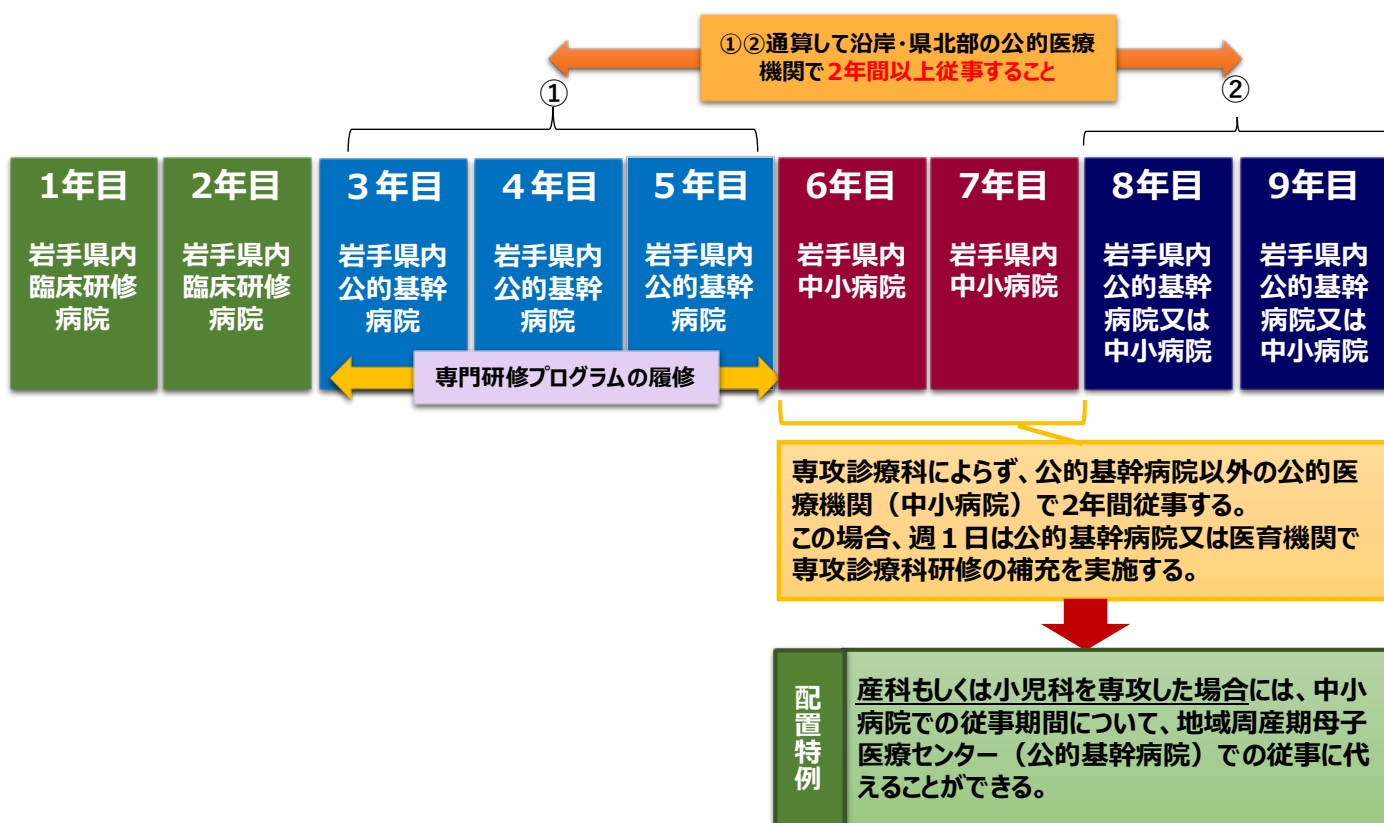 ①②通算して沿岸・県北部の公的医療
機関で2年間以上従事すること
①
②
1年目
岩手県内
臨床研修
病院
2年目
岩手県内
臨床研修
病院
３年目
岩手県内
公的基幹
病院
４年目
岩手県内
公的基幹
病院
５年目
岩手県内
公的基幹
病院
6年目
岩手県内
中小病院
7年目
岩手県内
中小病院
8年目
岩手県内
公的基幹
病院又は
中小病院
9年目
岩手県内
公的基幹
病院又は
中小病院
専門研修プログラムの履修
専攻診療科によらず、公的基幹病院以外の公的医
療機関（中小病院）で2年間従事する。
この場合、週１日は公的基幹病院又は医育機関で
専攻診療科研修の補充を実施する。
配置特例
産科もしくは小児科を専攻した場合には、中小
病院での従事期間について、地域周産期母子
医療センター（公的基幹病院）での従事に代
えることができる。